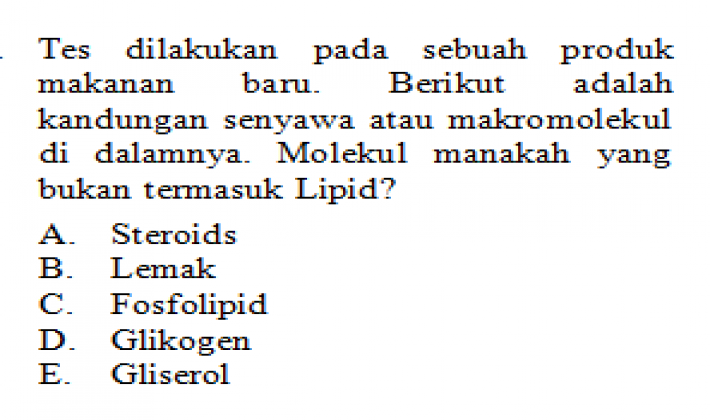 Tes dilakukan pada sebuah produk
makanan baru. Berikut adalah
kandungan senyawa atau makromolekul
di dalamnya. Molekul manakah yang
bukan termasuk Lipid?
A. Steroids
B. Lemak
C. Fosfolipid
D. Glikogen
E. Gliserol